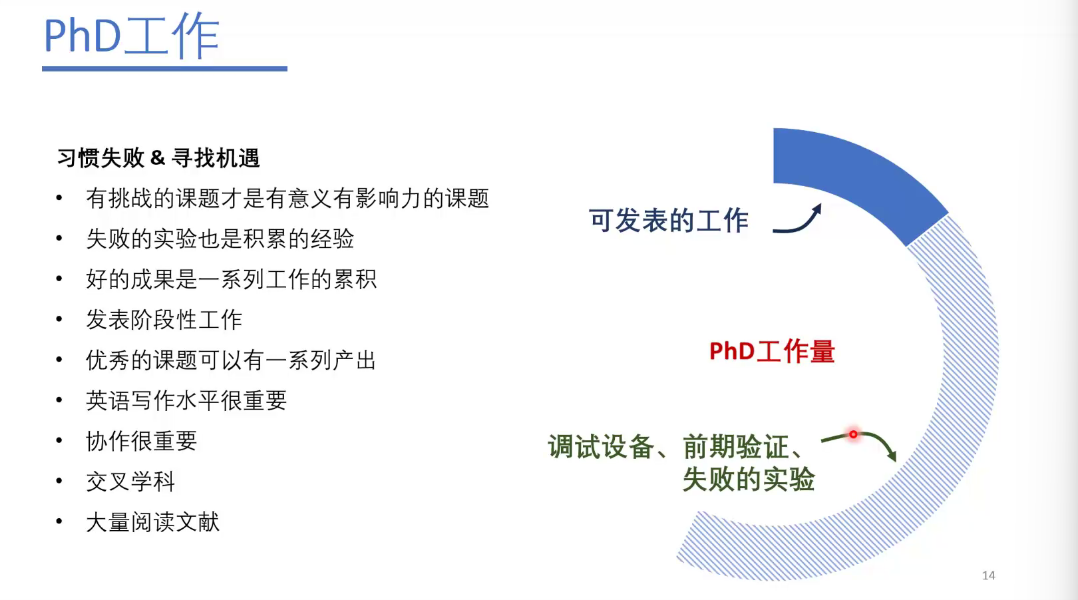 PhD工作
习惯失败 & 寻找机遇
• 有挑战的课题才是有意义有影响力的课题
• 失败的实验也是积累的经验
• 好的成果是一系列工作的累积
• 发表阶段性工作
• 优秀的课题可以有一系列产出
• 英语写作水平很重要
• 协作很重要
• 交叉学科
• 大量阅读文献
可发表的工作
PhD工作量
调试设备、前期验证、
失败的实验
14